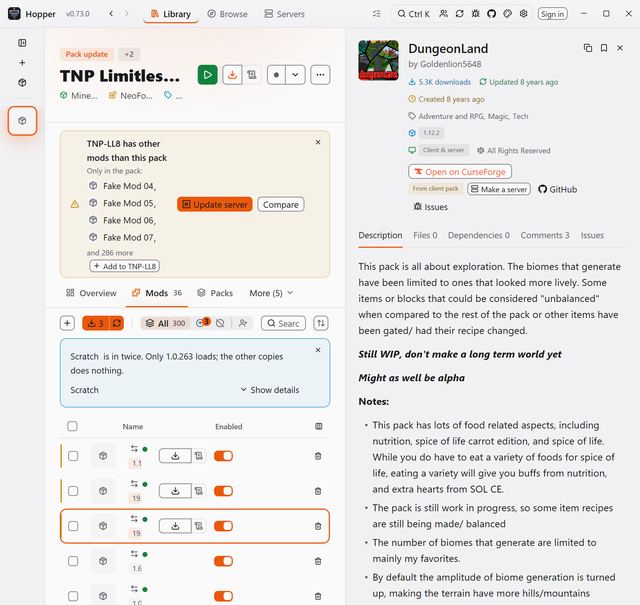 Hopper v0.73.0
Library
Browse
Servers
Ctrl K
Sign in
Pack update
+2
TNP Limitles...
Mine...
NeoFo...
...
TNP-LL8 has other
mods than this pack
Only in the pack:
Fake Mod 04,
Fake Mod 05,
Fake Mod 06,
Fake Mod 07,
and 286 more
+ Add to TNP-LL8
Update server
Compare
Overview
Mods 36
Packs
More (5)
3
All 300
3
Searc
Scratch is in twice. Only 1.0.263 loads; the other copies
does nothing.
Scratch
Show details
Name
Enabled
1.1
19.
19.
1.6
1.0
DungeonLand
by Goldenlion5648
5.3K downloads
Updated 8 years ago
Created 8 years ago
Adventure and RPG, Magic, Tech
1.12.2
Client & server
All Rights Reserved
Open on CurseForge
From client pack
Make a server
GitHub
Issues
Description
Files 0
Dependencies 0
Comments 3
Issues
This pack is all about exploration. The biomes that generate
have been limited to ones that looked more lively. Some
items or blocks that could be considered "unbalanced"
when compared to the rest of the pack or other items have
been gated/ had their recipe changed.
Still WIP, don't make a long term world yet
Might as well be alpha
Notes:
• This pack has lots of food related aspects, including
nutrition, spice of life carrot edition, and spice of life.
While you do have to eat a variety of foods for spice of
life, eating a variety will give you buffs from nutrition,
and extra hearts from SOL CE.
• The pack is still work in progress, so some item recipes
are still being made/ balanced
• The number of biomes that generate are limited to
mainly my favorites.
• By default the amplitude of biome generation is turned
up, making the terrain have more hills/mountains